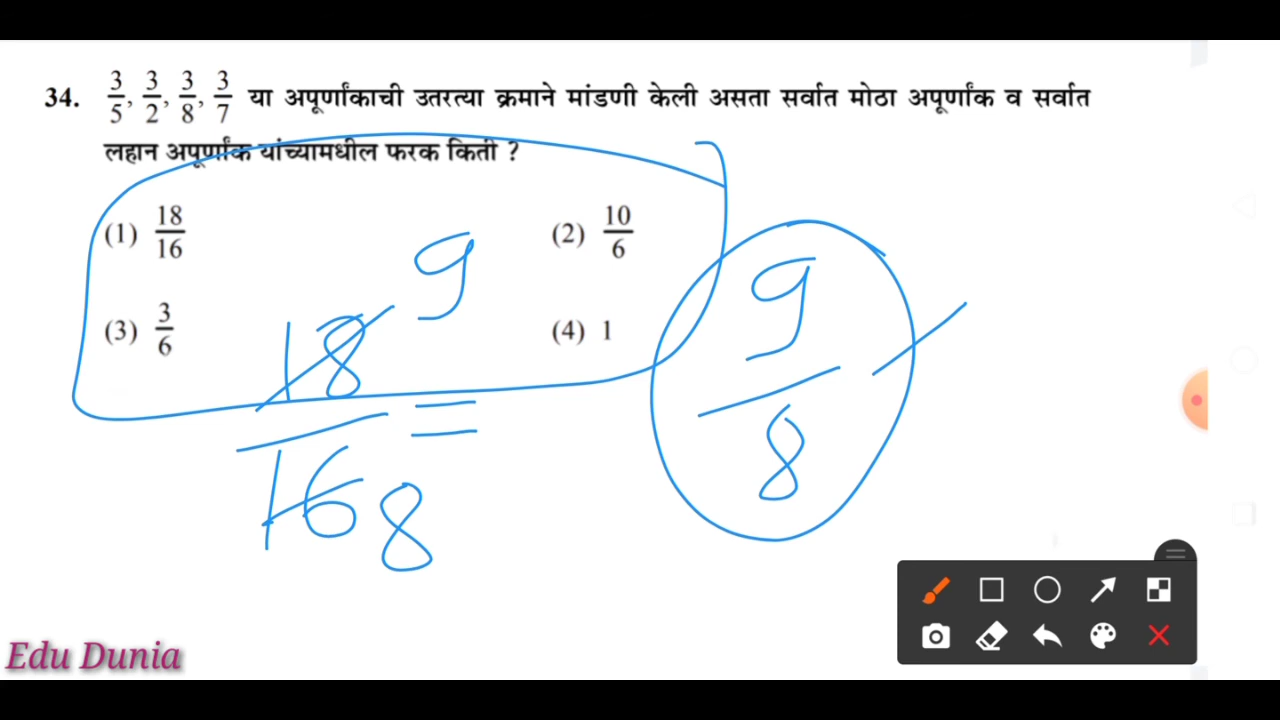 34. 3/5, 3/2, 3/8, 3/7 या अपूर्णांकाची उतरत्या क्रमाने मांडणी केली असता सर्वात मोठा अपूर्णांक व सर्वात
लहान अपूर्णांक यांच्यामधील फरक किती ?
(1) 18/16 (2) 10/6
(3) 3/6 (4) 1
18/16 9 8 = 9/8
Edu Dunia